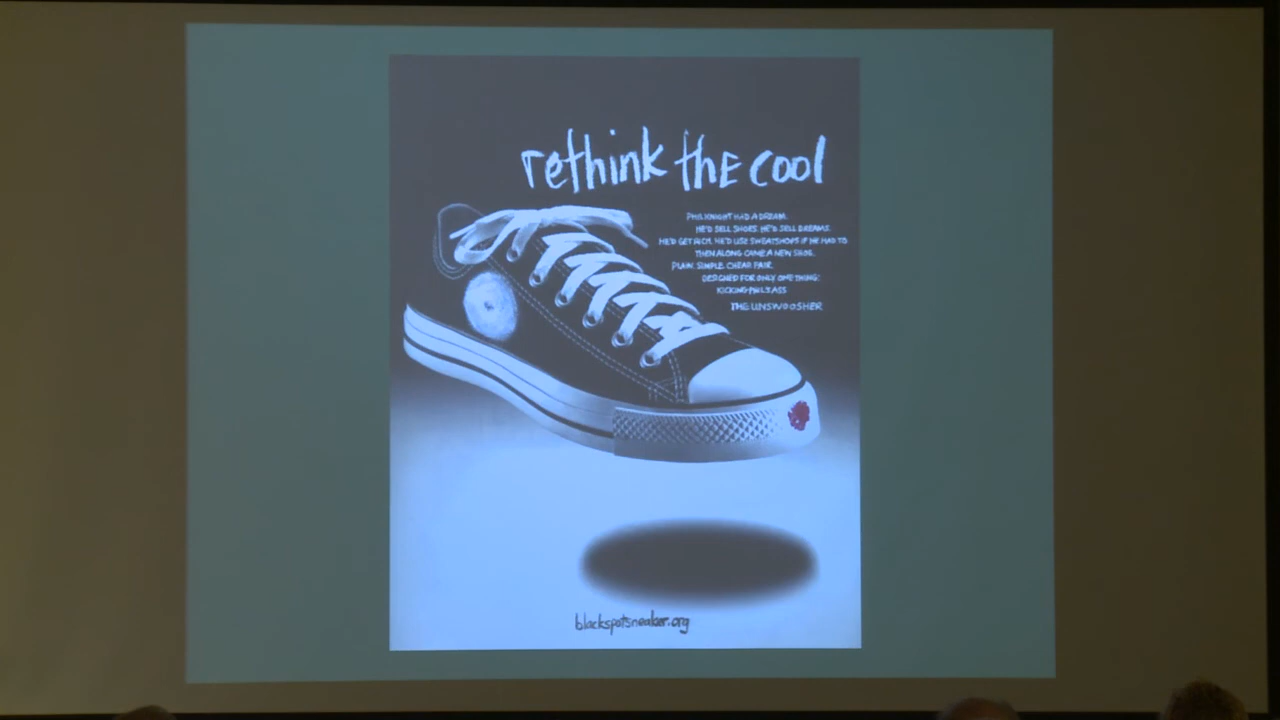 rethink thE cool
PHIL KNIGHT HAD A DREAM.
HE'D SELL SHOES. HE'D SELL DREAMS.
HE'D GET RICH. HE'D USE SWEATSHOPS IF HE HAD TO
THEN ALONG CAME A NEW SHOE.
PLAIN. SIMPLE. CHEAP. FAIR.
DESIGNED FOR ONLY ONE THING:
KICKING PHIL'S ASS
THE UNSWOOSHER
blackspotsneaker.org